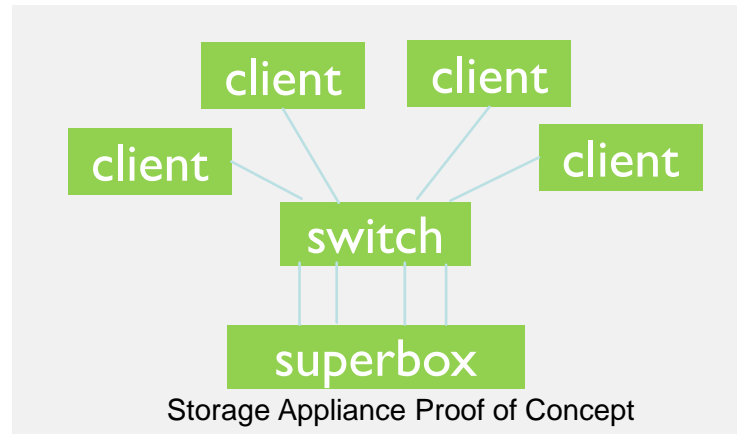 client
client
client
client
switch
superbox
Storage Appliance Proof of Concept